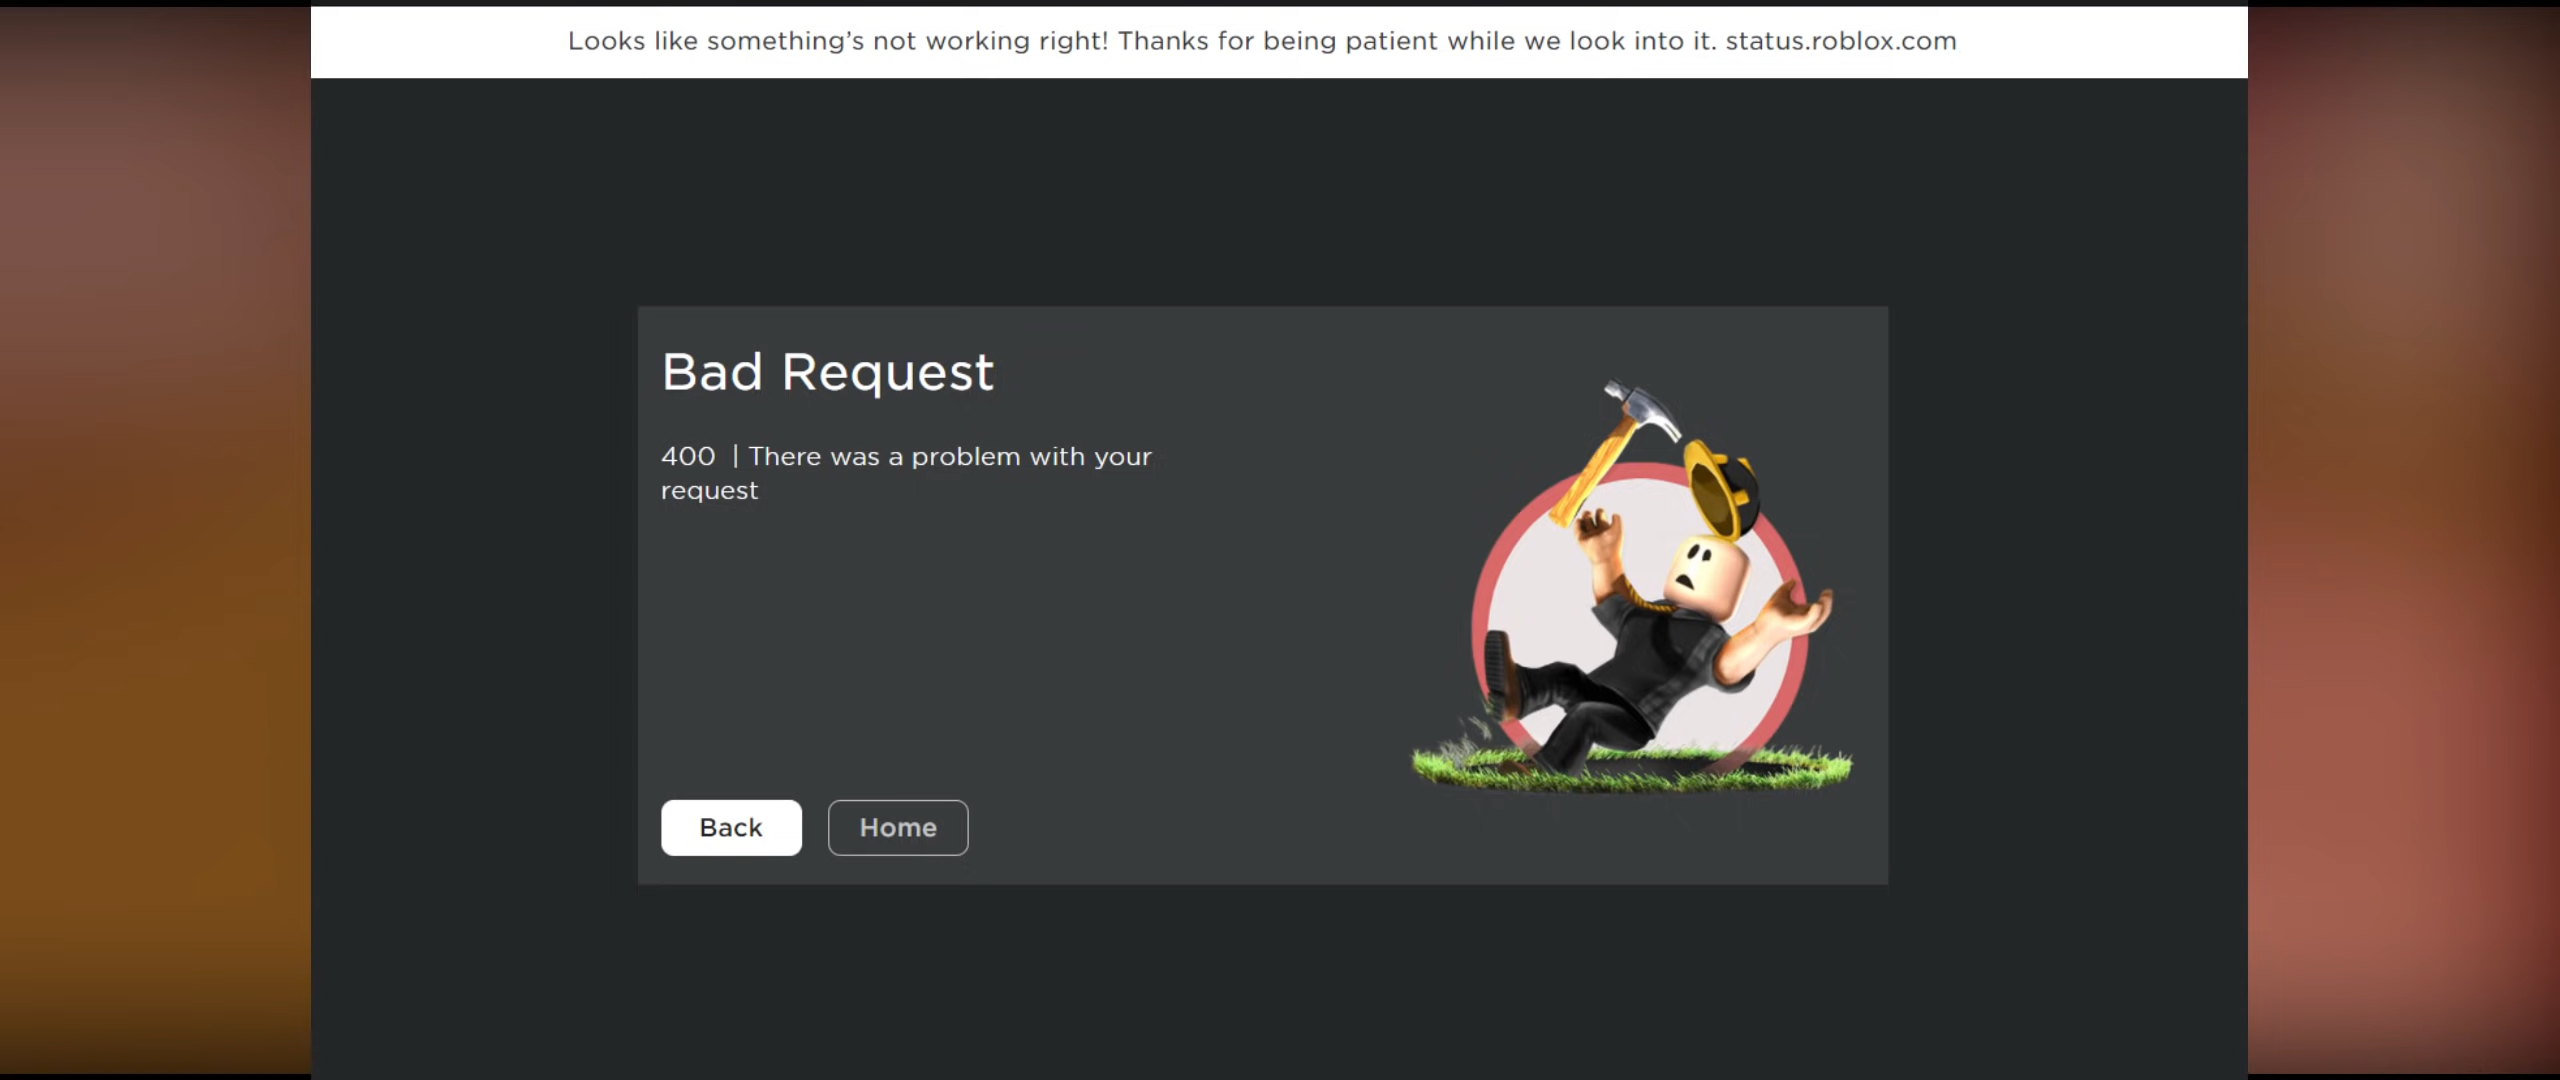 Looks like something’s not working right! Thanks for being patient while we look into it. status.roblox.com
Bad Request
400 | There was a problem with your
request
Back
Home